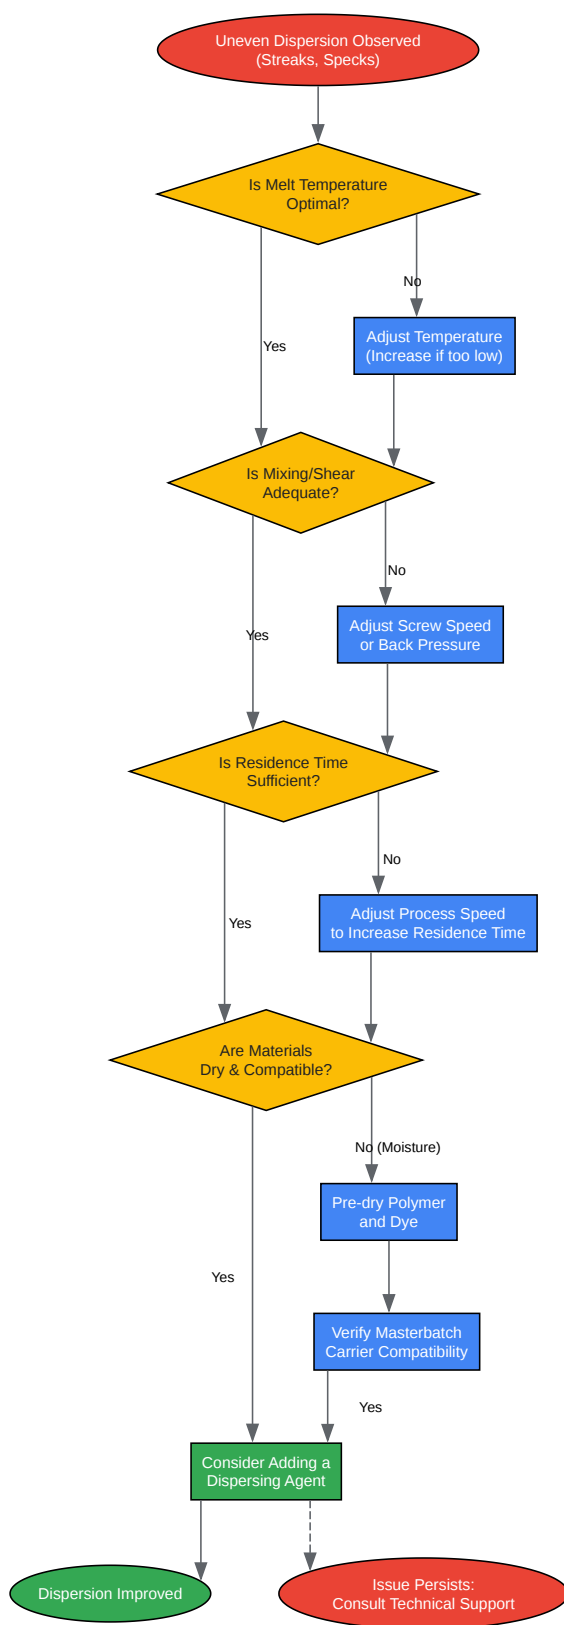 Uneven Dispersion Observed
(Streaks, Specks)
Is Melt Temperature
Optimal?
No
Adjust Temperature
(Increase if too low)
Yes
Is Mixing/Shear
Adequate?
No
Adjust Screw Speed
or Back Pressure
Yes
Is Residence Time
Sufficient?
No
Adjust Process Speed
to Increase Residence Time
Yes
Are Materials
Dry & Compatible?
No (Moisture)
Pre-dry Polymer
and Dye
Yes
Verify Masterbatch
Carrier Compatibility
Yes
Consider Adding a
Dispersing Agent
Dispersion Improved
Issue Persists:
Consult Technical Support